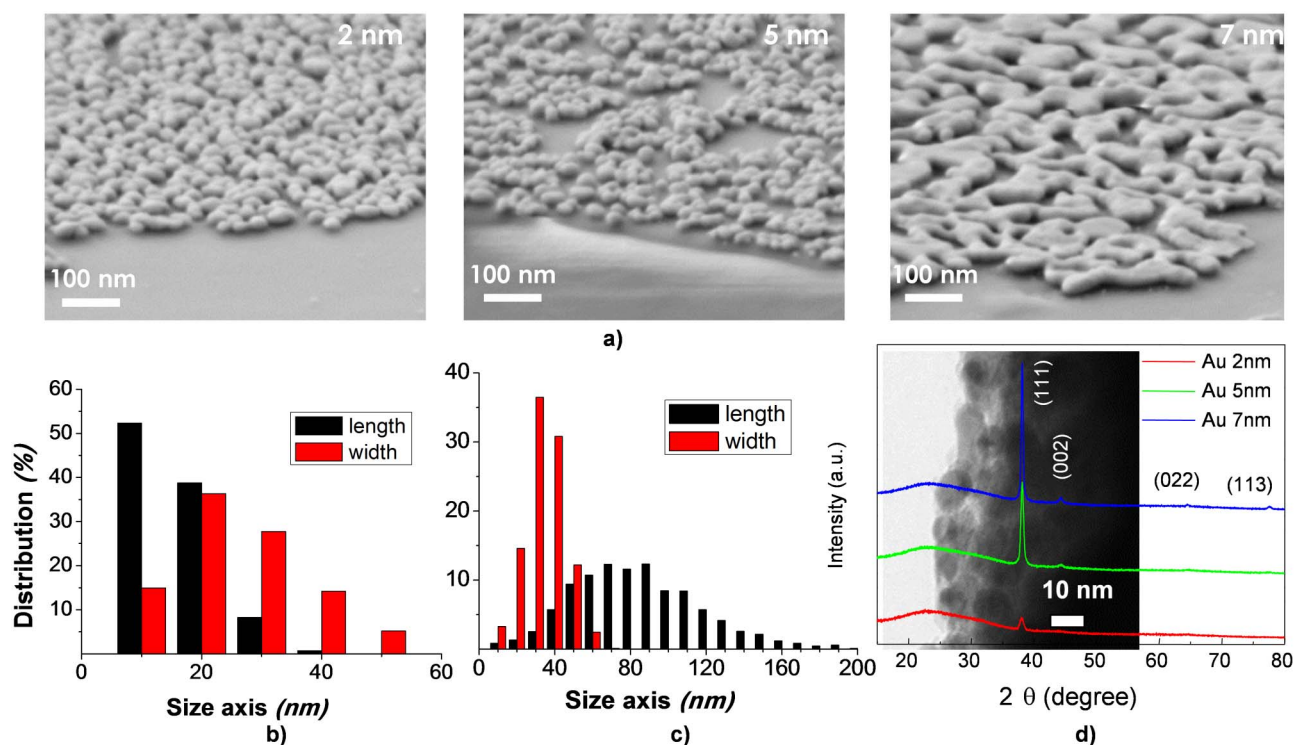 2 nm
5 nm
7 nm
100 nm
100 nm
100 nm
a)
60
50
40
30
20
10
Distribution (%)
length
width
0
20
40
60
Size axis (nm)
b)
40
30
20
10
length
width
0
40
80
120
160
200
Size axis (nm)
c)
Au 2nm
Au 5nm
Au 7nm
(111)
(002)
(022)
(113)
Intensity (a.u.)
10 nm
20
30
40
50
60
70
80
2 θ (degree)
d)